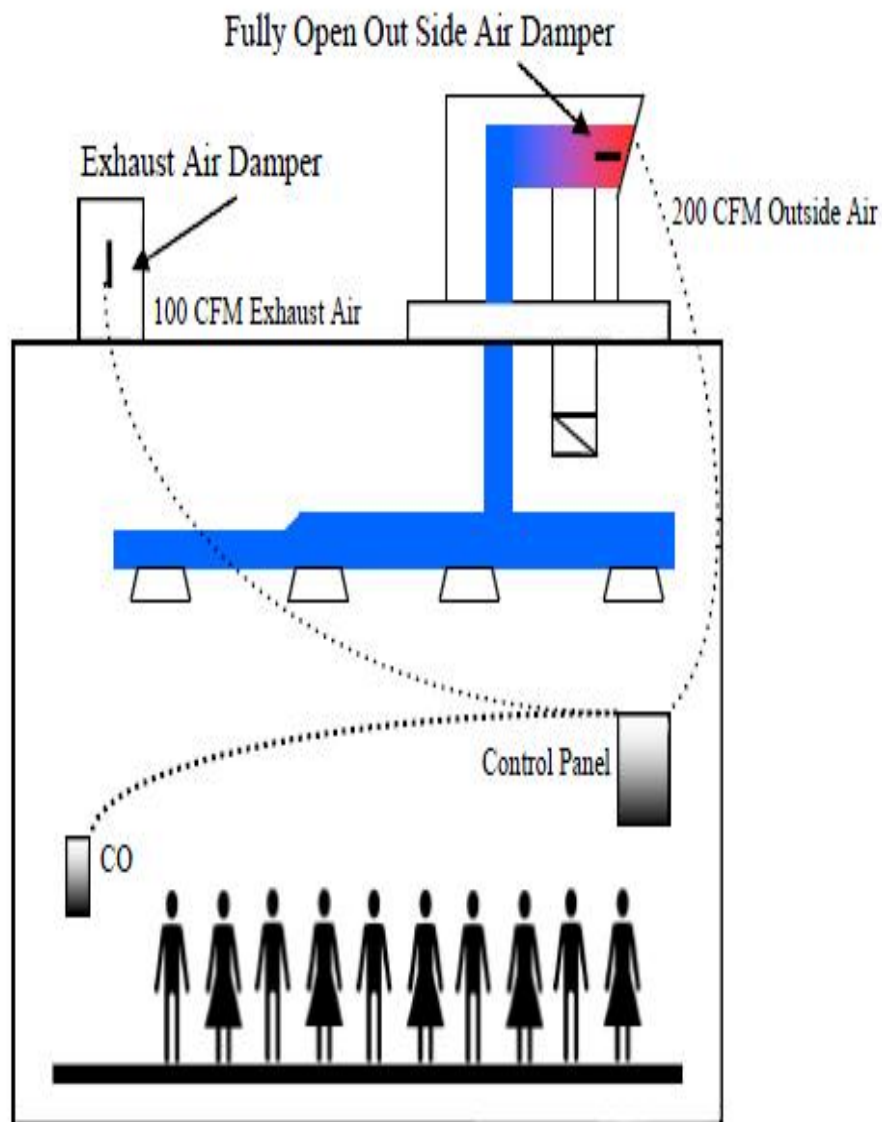 Fully Open Out Side Air Damper
Exhaust Air Damper
200 CFM Outside Air
100 CFM Exhaust Air
Control Panel
CO